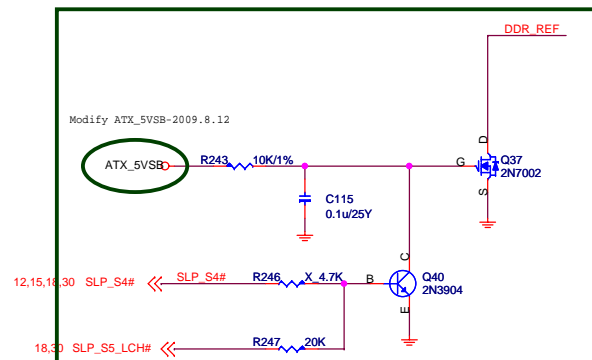 DDR_REF
Modify ATX_5VSB-2009.8.12
ATX_5VSB
R243
10K/1%
D
G
S
Q37
2N7002
C115
0.1u/25Y
12,15,18,30 SLP_S4#
SLP_S4#
R246
X_4.7K
B
C
E
Q40
2N3904
18,30 SLP_S5_LCH#
R247
20K